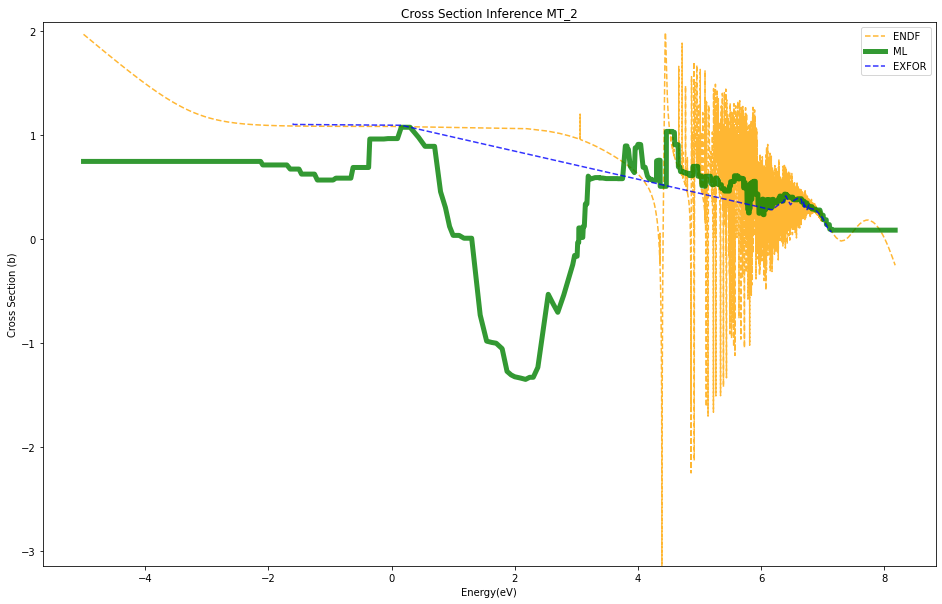 Cross Section Inference MT_2
ENDF
ML
EXFOR
Cross Section (b)
2
1
0
−1
−2
−3
−4
−2
0
2
4
6
8
Energy(eV)